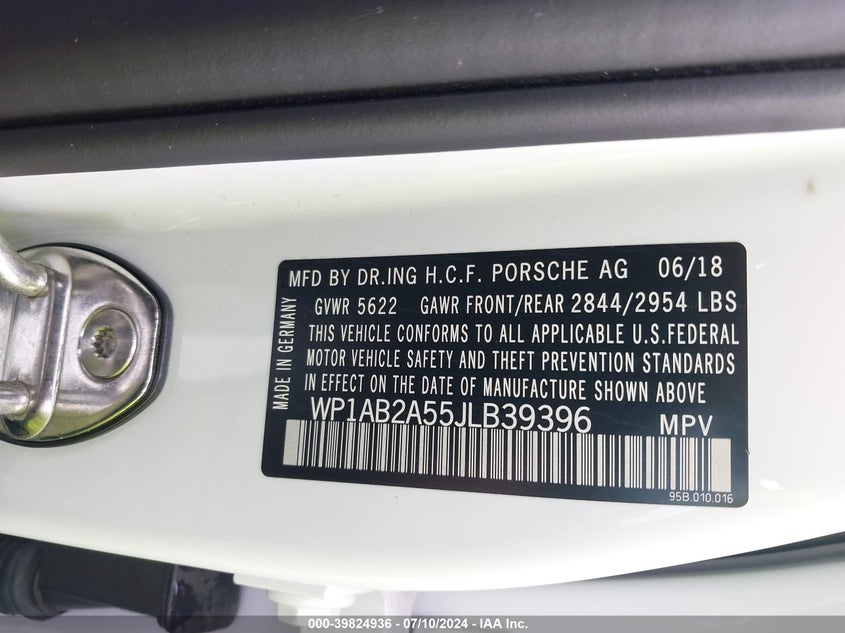 MFD BY DR.ING H.C.F. PORSCHE AG 06/18
GVWR 5622 GAWR FRONT/REAR 2844/2954 LBS
THIS VEHICLE CONFORMS TO ALL APPLICABLE U.S.FEDERAL
MOTOR VEHICLE SAFETY AND THEFT PREVENTION STANDARDS
IN EFFECT ON THE DATE OF MANUFACTURE SHOWN ABOVE
WP1AB2A55JLB39396 MPV
95B.010.016
MADE IN GERMANY
000-39824936 - 07/10/2024 - IAA Inc.